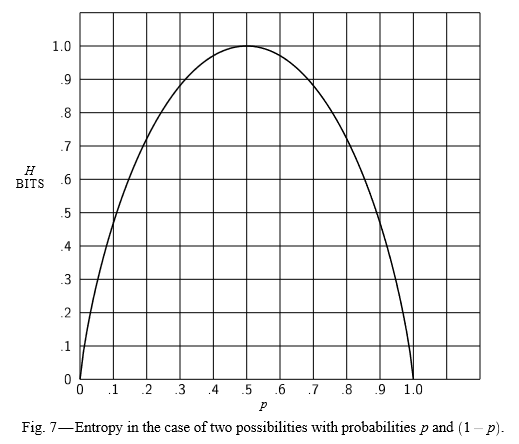 1.0
.9
.8
.7
H
BITS
.6
.5
.4
.3
.2
.1
0
0 .1 .2 .3 .4 .5 .6 .7 .8 .9 1.0
p
Fig. 7—Entropy in the case of two possibilities with probabilities p and (1 − p).